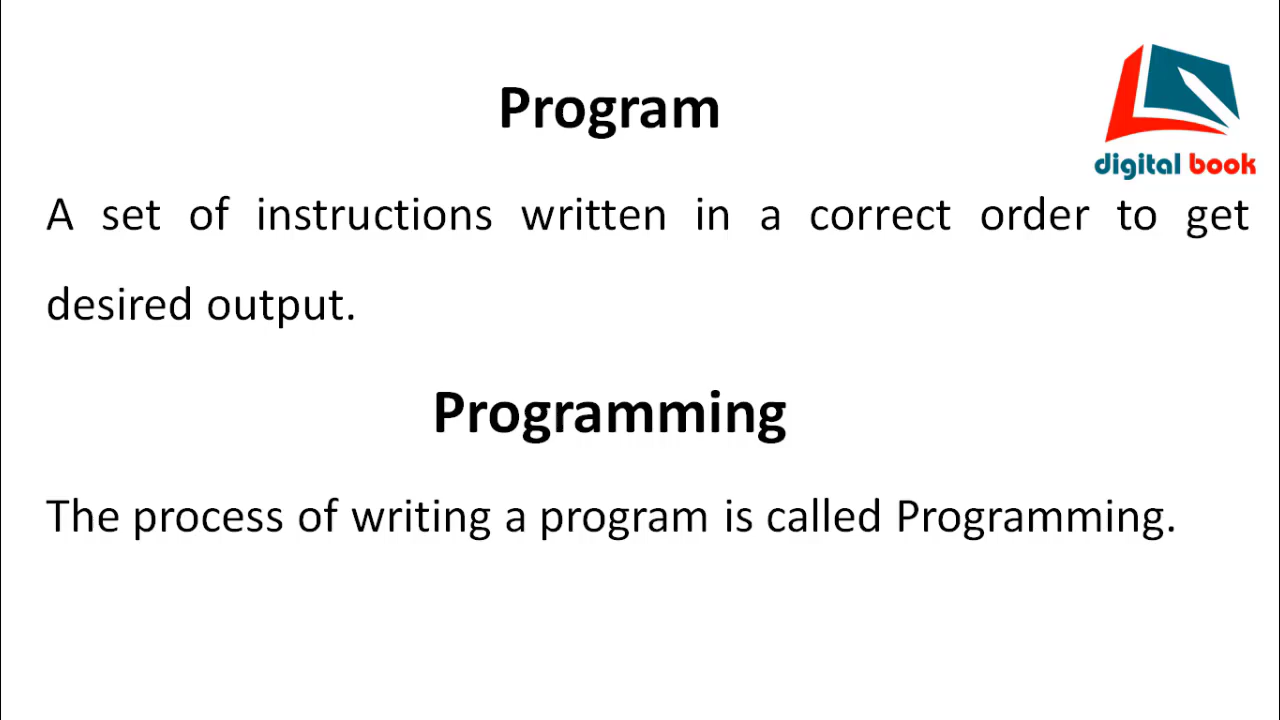 Program
digital book
A set of instructions written in a correct order to get
desired output.
Programming
The process of writing a program is called Programming.